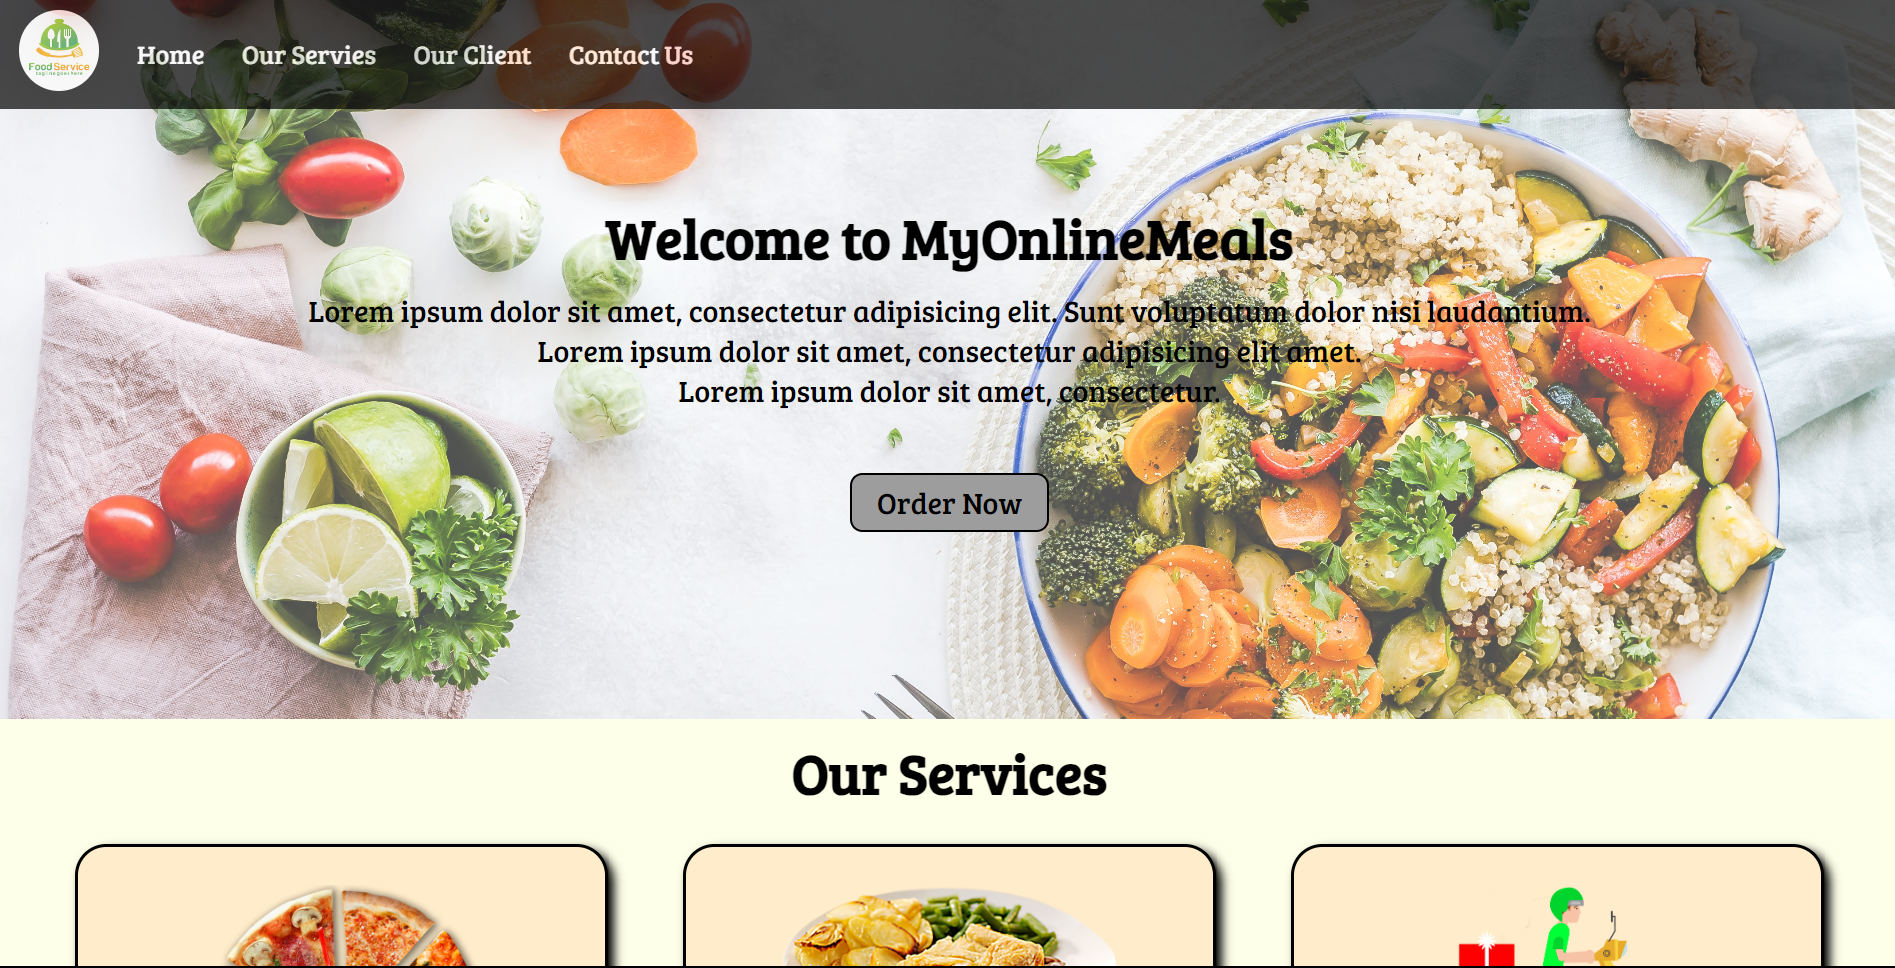 Food Service
tagline goes here
Home
Our Servies
Our Client
Contact Us
Welcome to MyOnlineMeals
Lorem ipsum dolor sit amet, consectetur adipisicing elit. Sunt voluptatum dolor nisi laudantium.
Lorem ipsum dolor sit amet, consectetur adipisicing elit amet.
Lorem ipsum dolor sit amet, consectetur.
Order Now
Our Services